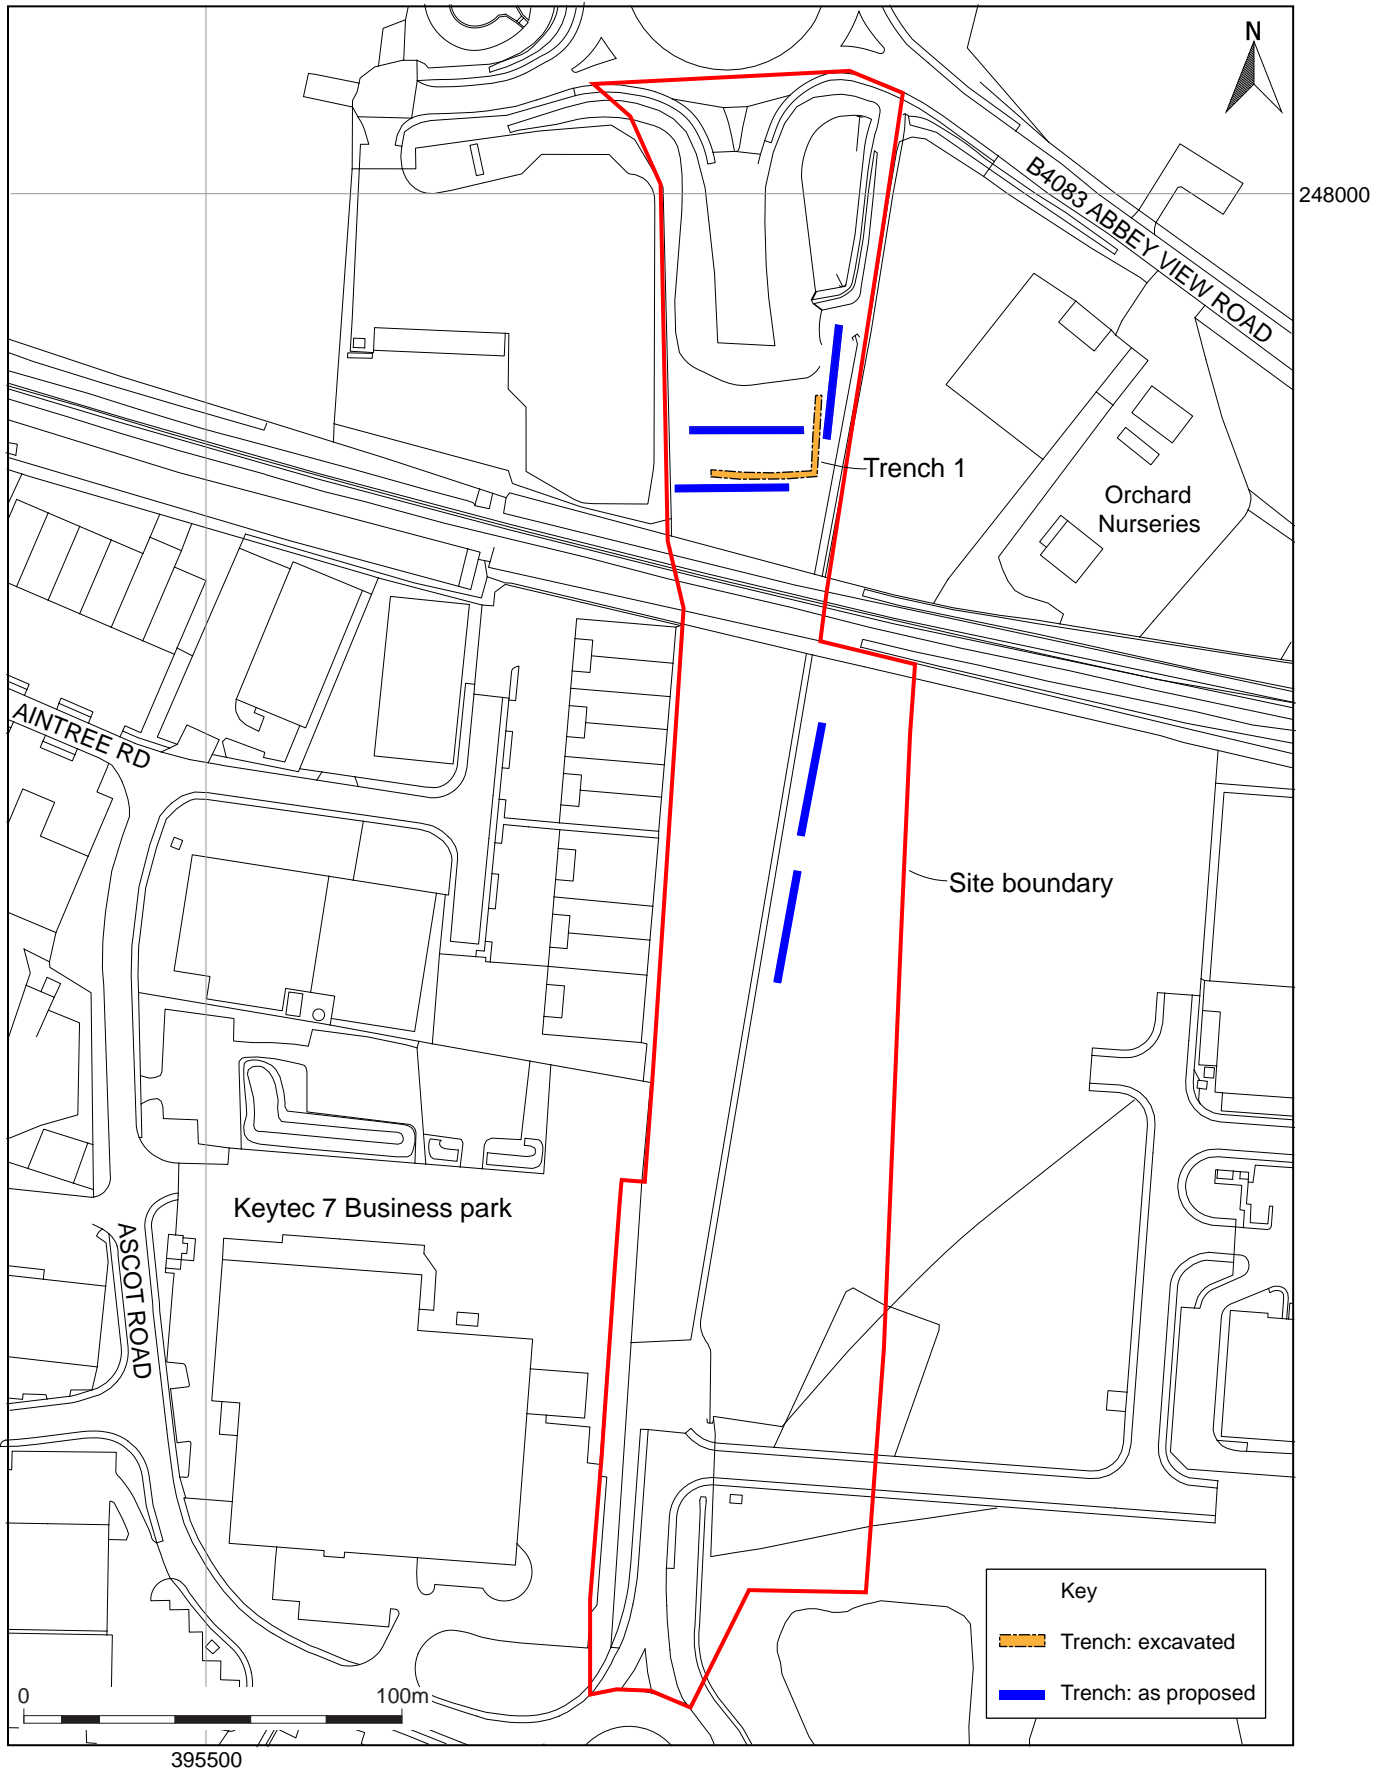 N
248000
B4083 ABBEY VIEW ROAD
Trench 1
Orchard
Nurseries
AINTREE RD
Site boundary
Keytec 7 Business park
ASCOT ROAD
Key
Trench: excavated
Trench: as proposed
0
100m
395500